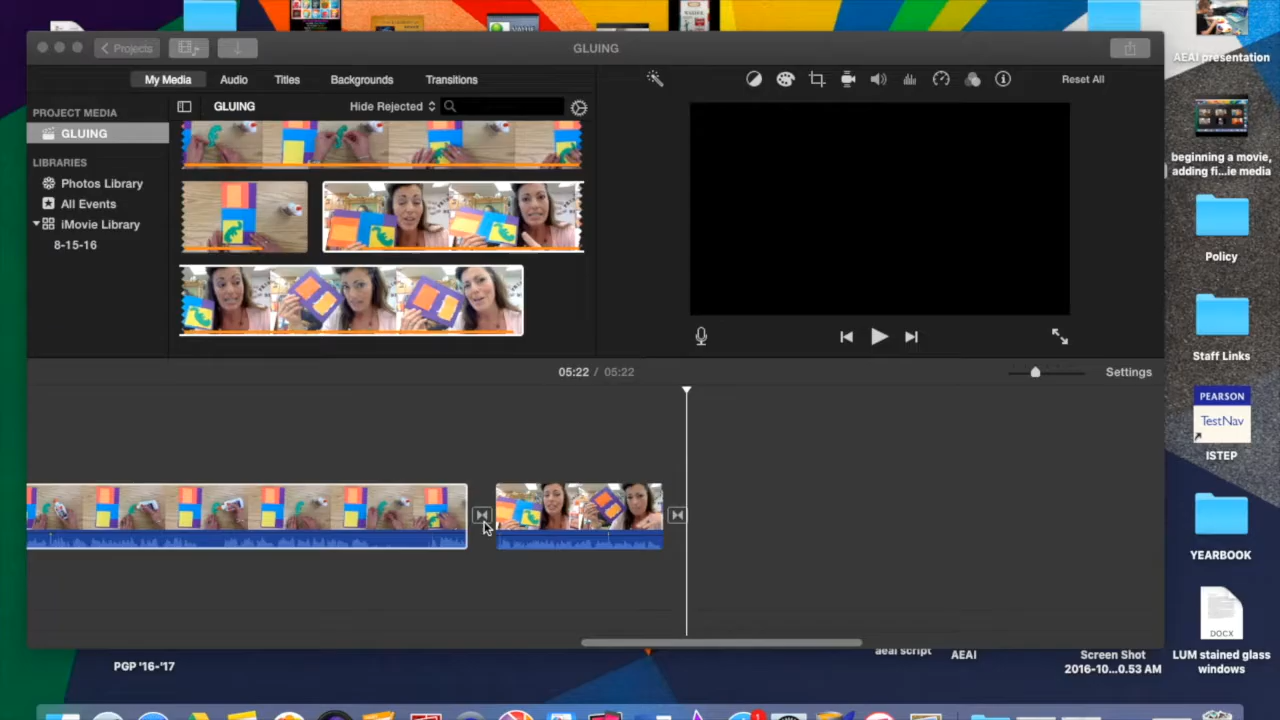 Projects
GLUING
My Media
Audio
Titles
Backgrounds
Transitions
Reset All
PROJECT MEDIA
GLUING
Hide Rejected
GLUING
LIBRARIES
Photos Library
All Events
iMovie Library
8-15-16
05:22 / 05:22
Settings
AEAI presentation
beginning a movie,
adding fi...ie media
Policy
Staff Links
PEARSON
TestNav
ISTEP
YEARBOOK
DOCX
LUM stained glass
windows
PGP '16-'17
aeai script
AEAI
Screen Shot
2016-10...0.53 AM
1